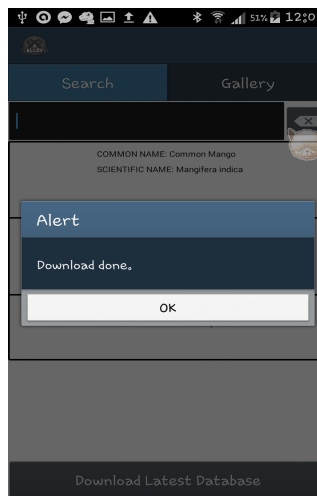 51% 12:0
Search Gallery
COMMON NAME: Common Mango
SCIENTIFIC NAME: Mangifera indica
Alert
Download done.
OK
Download Latest Database